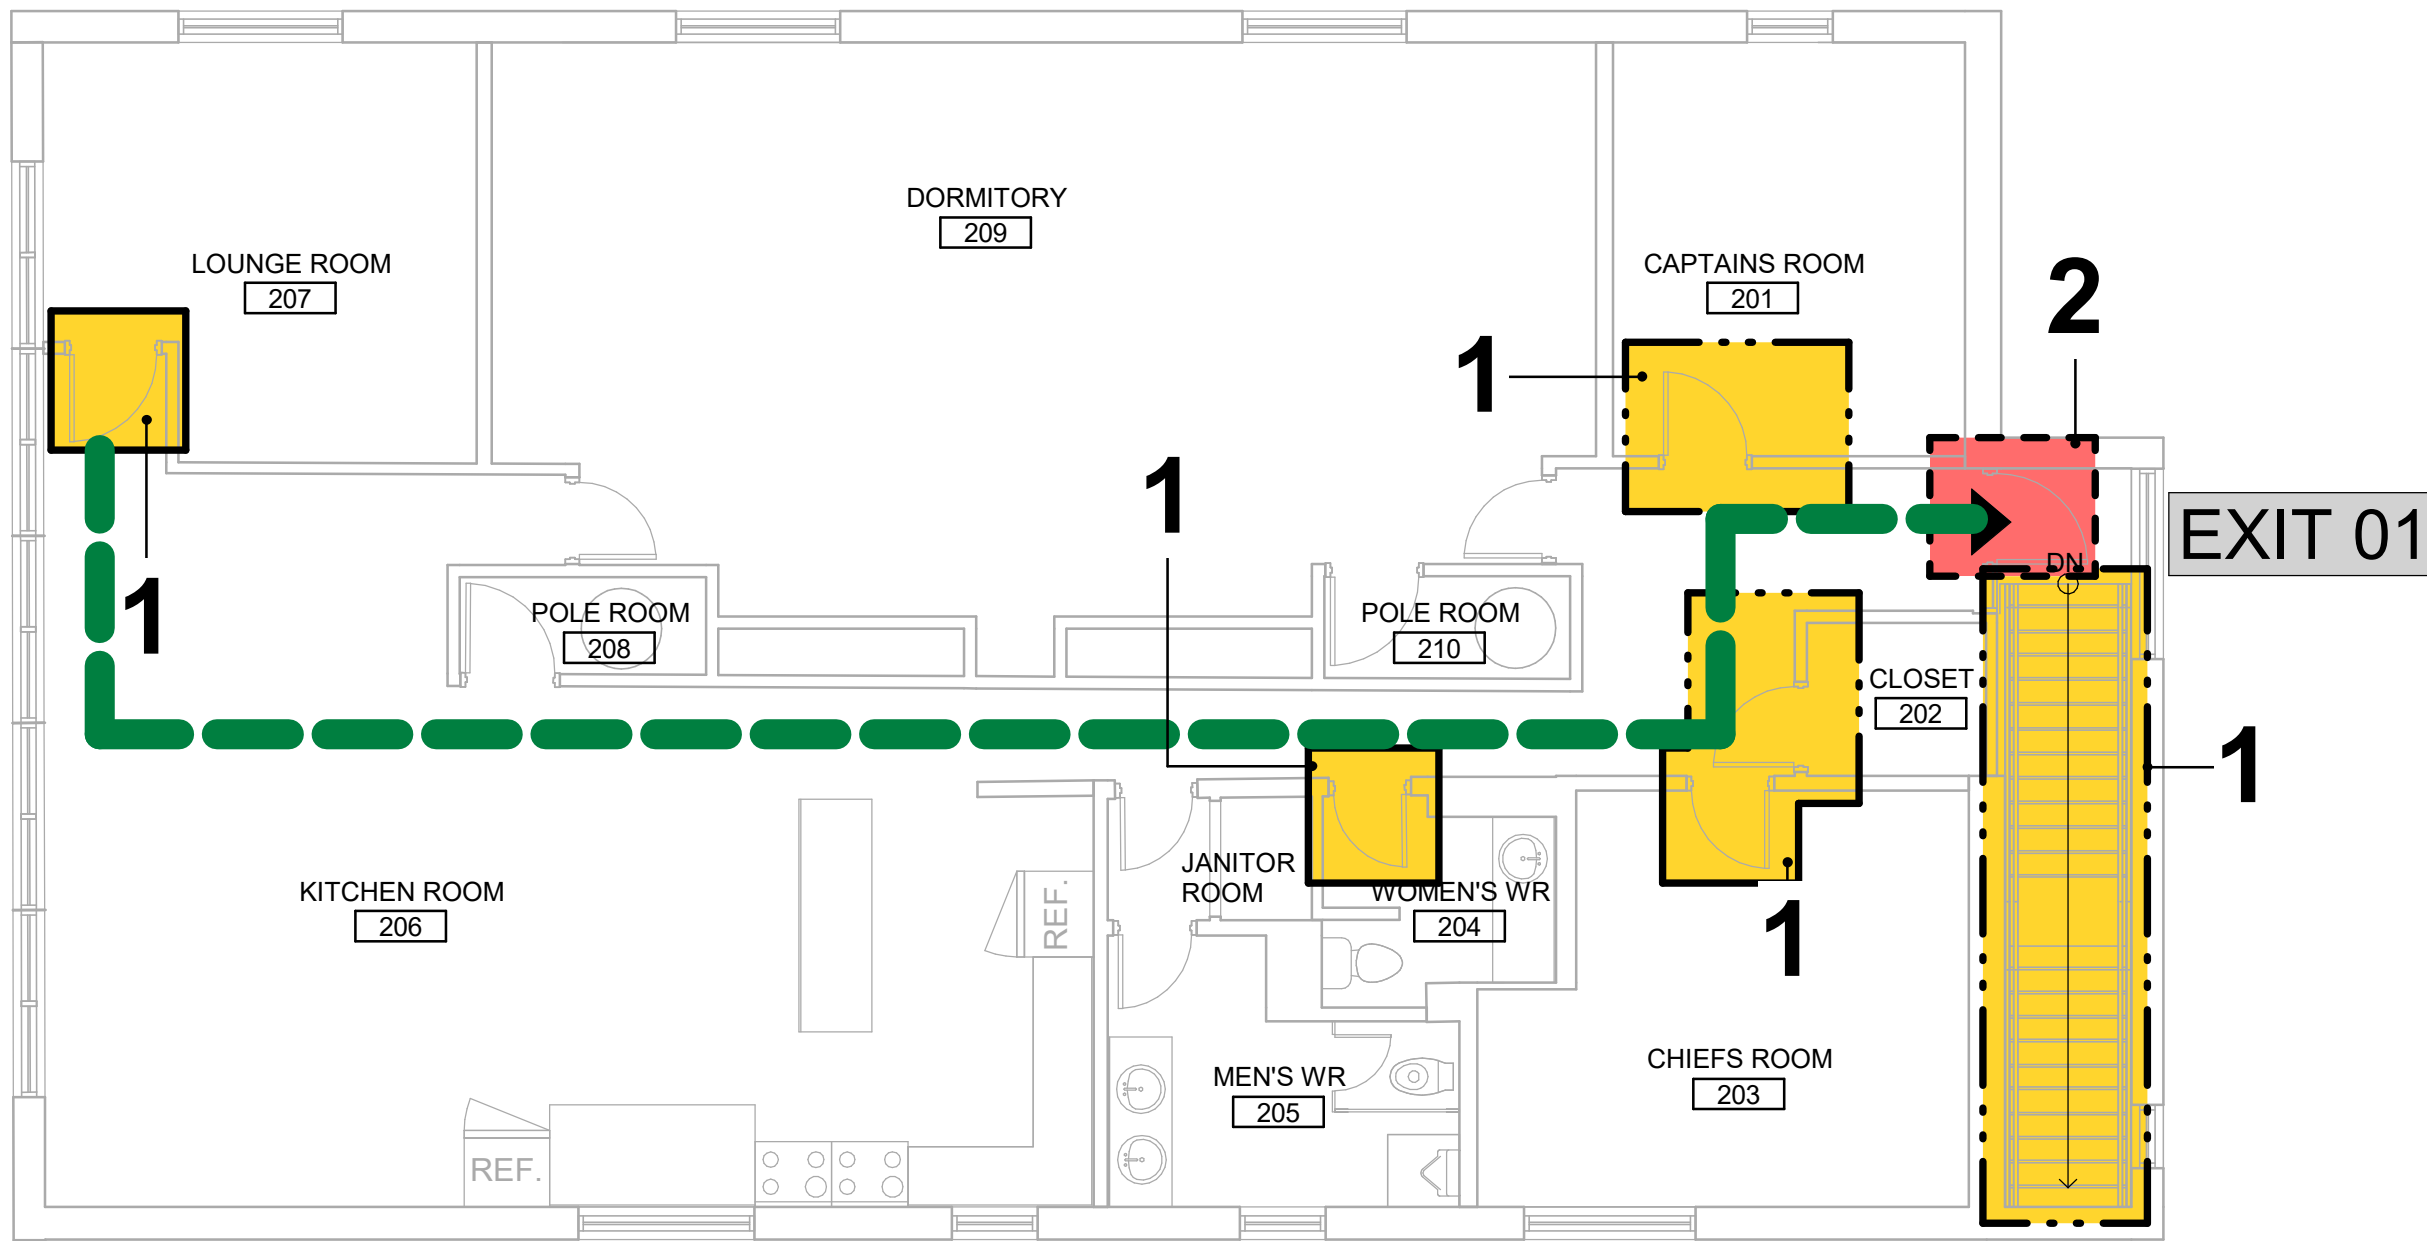 DORMITORY
209
LOUNGE ROOM
207
CAPTAINS ROOM
201
2
1
1
EXIT 01
DN
1
POLE ROOM
208
POLE ROOM
210
CLOSET
202
1
JANITOR
ROOM
KITCHEN ROOM
206
REF.
WOMEN'S WR
204
1
CHIEFS ROOM
203
MEN'S WR
205
REF.